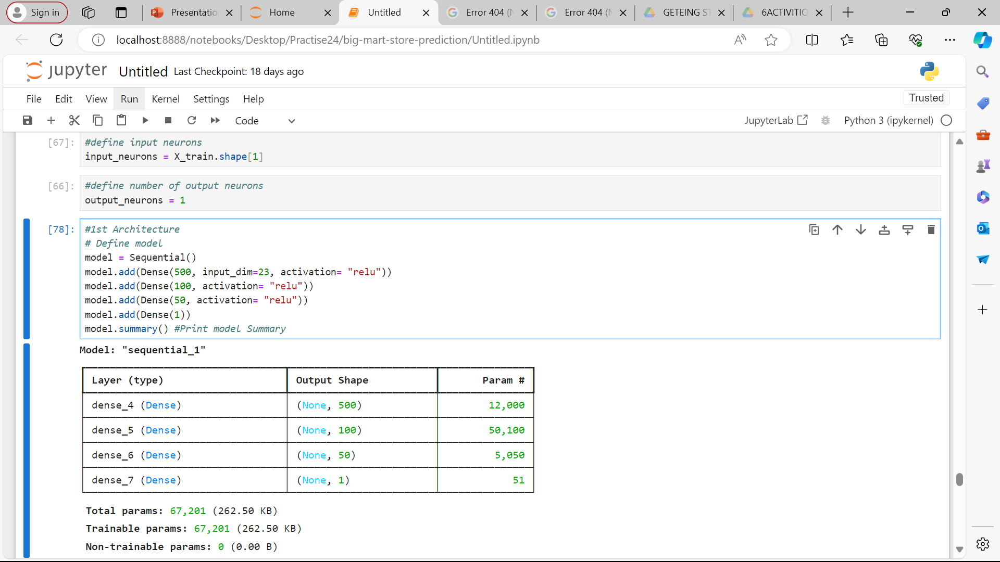 Sign in
Presentatio
Home
Untitled
Error 404 (N
Error 404 (N
GETEING ST
6ACTIVITIO
localhost:8888/notebooks/Desktop/Practise24/big-mart-store-prediction/Untitled.ipynb
jupyter Untitled Last Checkpoint: 18 days ago
File Edit View Run Kernel Settings Help
Trusted
Code
JupyterLab
Python 3 (ipykernel)
[67]: #define input neurons
input_neurons = X_train.shape[1]
[66]: #define number of output neurons
output_neurons = 1
[78]: #1st Architecture
# Define model
model = Sequential()
model.add(Dense(500, input_dim=23, activation= "relu"))
model.add(Dense(100, activation= "relu"))
model.add(Dense(50, activation= "relu"))
model.add(Dense(1))
model.summary() #Print model Summary
Model: "sequential_1"
Layer (type) Output Shape Param #
dense_4 (Dense) (None, 500) 12,000
dense_5 (Dense) (None, 100) 50,100
dense_6 (Dense) (None, 50) 5,050
dense_7 (Dense) (None, 1) 51
Total params: 67,201 (262.50 KB)
Trainable params: 67,201 (262.50 KB)
Non-trainable params: 0 (0.00 B)